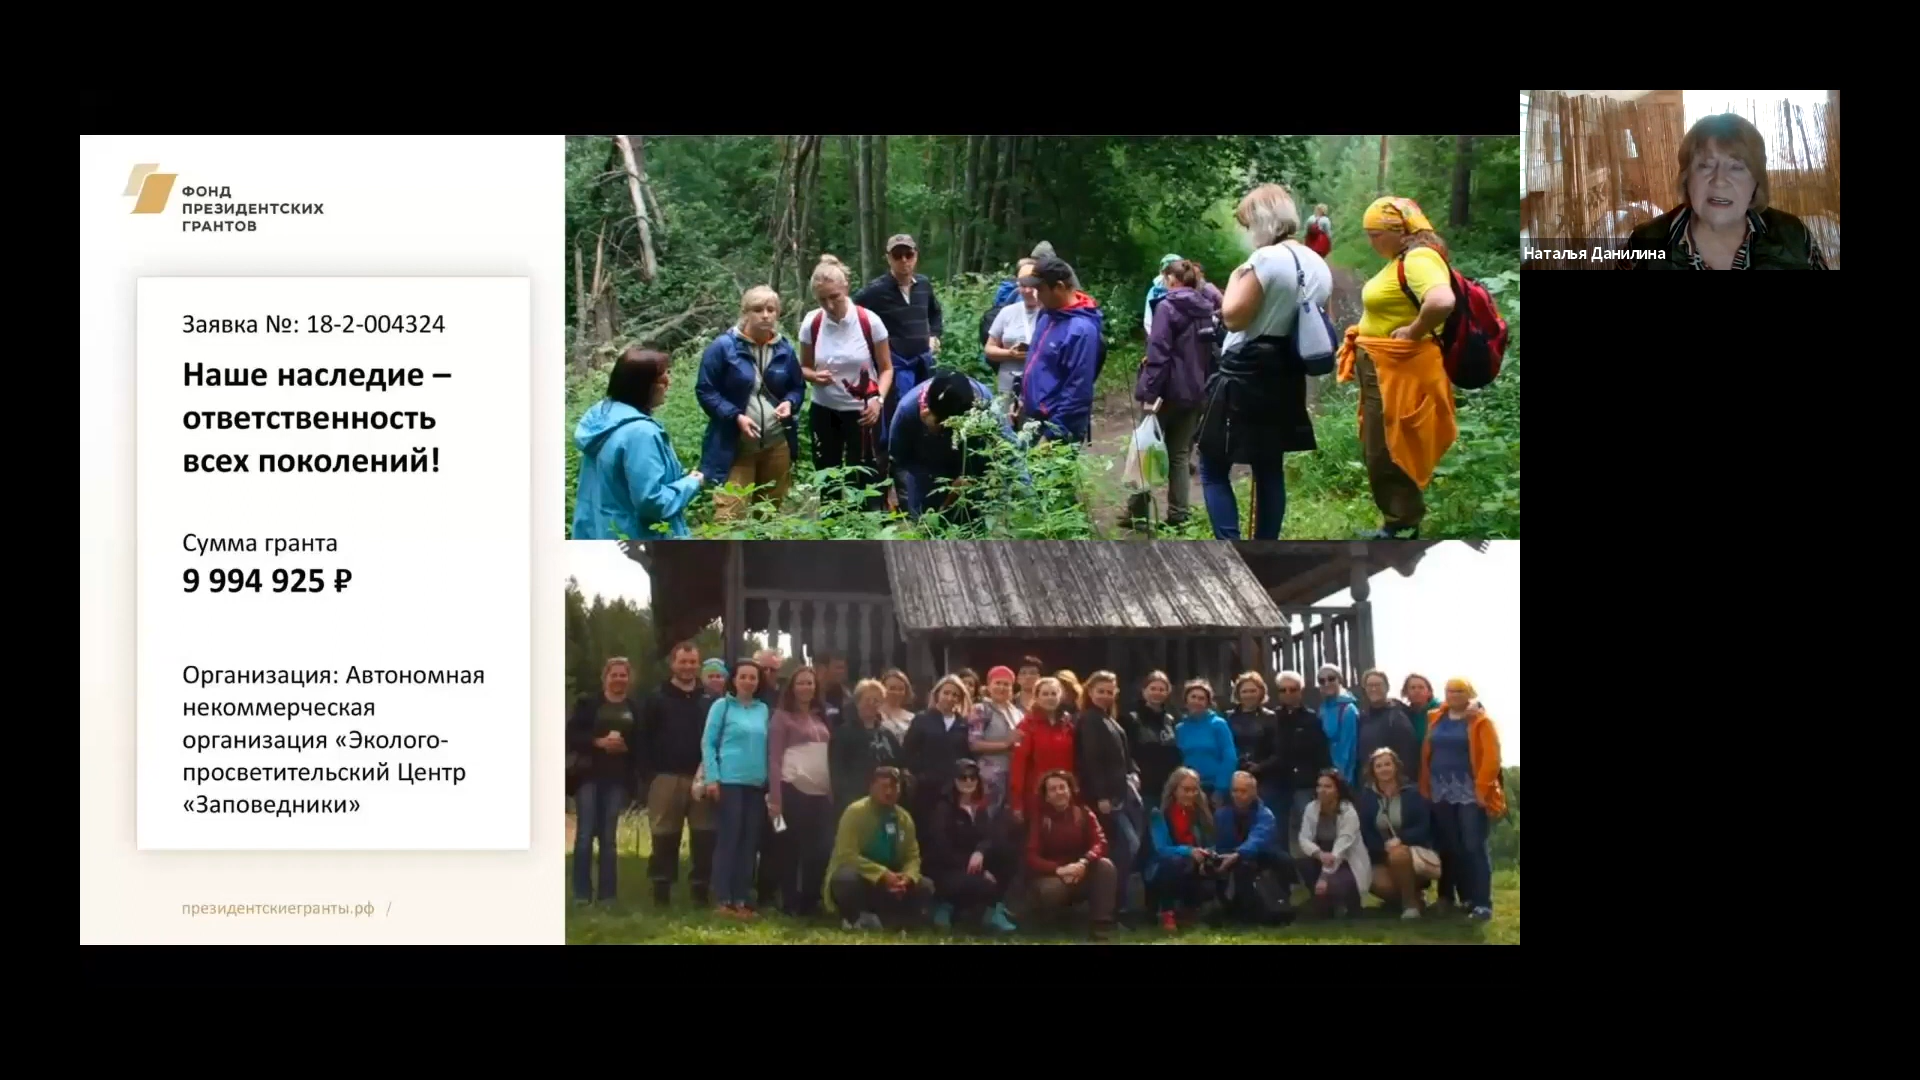 ФОНД
ПРЕЗИДЕНТСКИХ
ГРАНТОВ
Заявка №: 18-2-004324
Наше наследие –
ответственность
всех поколений!
Сумма гранта
9 994 925 ₽
Организация: Автономная
некоммерческая
организация «Эколого-
просветительский Центр
«Заповедники»
президентскиегранты.рф /
Наталья Данилина